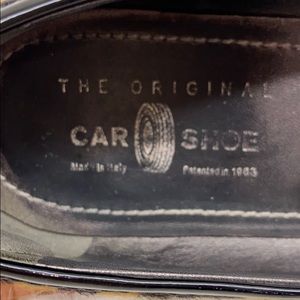 THE ORIGINAL
CAR SHOE
Made in Italy Patented in 1963